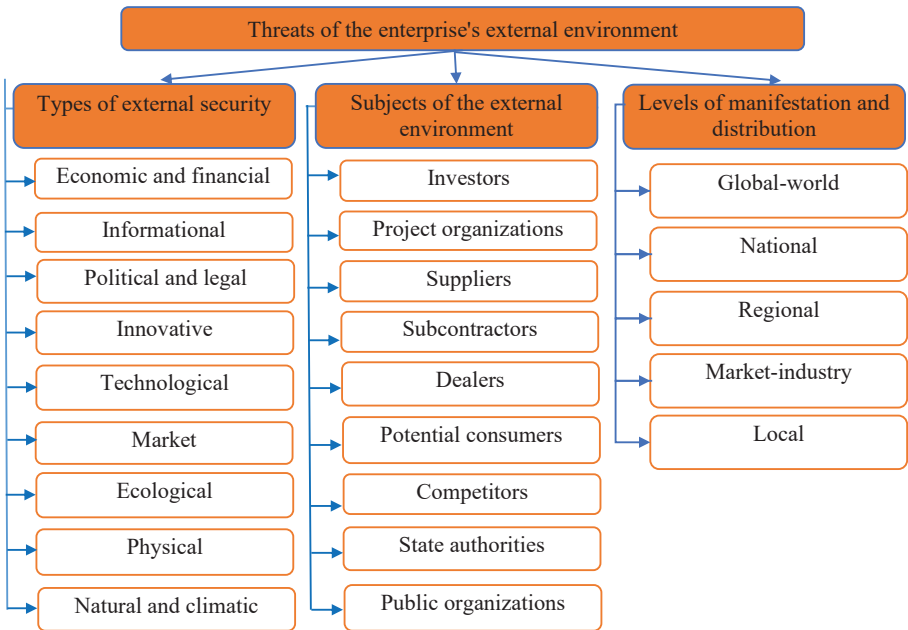 Threats of the enterprise's external environment
Types of external security
Economic and financial
Informational
Political and legal
Innovative
Technological
Market
Ecological
Physical
Natural and climatic
Subjects of the external
environment
Investors
Project organizations
Suppliers
Subcontractors
Dealers
Potential consumers
Competitors
State authorities
Public organizations
Levels of manifestation and
distribution
Global-world
National
Regional
Market-industry
Local